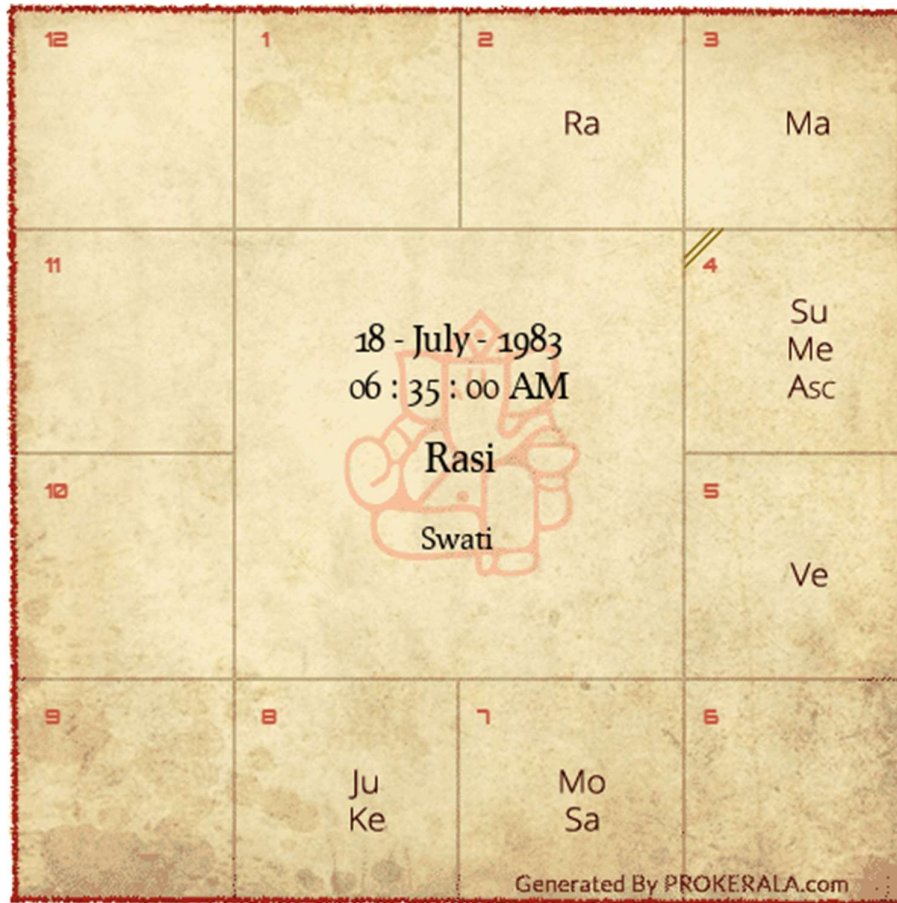 12
1
2
3
Ra
Ma
11
4
18 - July - 1983
06 : 35 : 00 AM
Rasi
Swati
Su
Me
Asc
10
5
Ve
9
8
7
6
Ju
Ke
Mo
Sa
Generated By PROKERALA.com